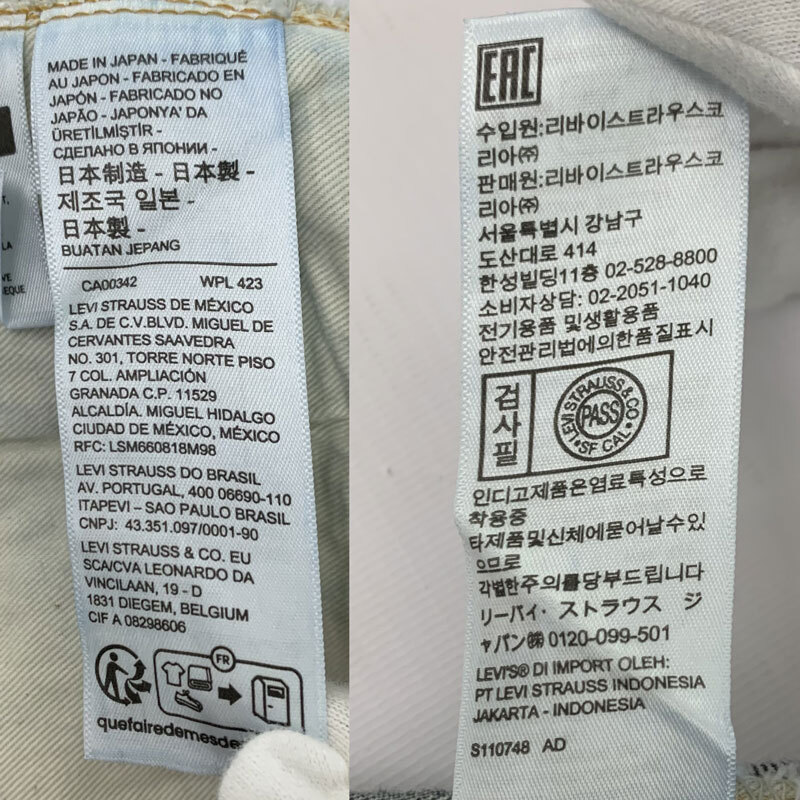 MADE IN JAPAN - FABRIQUÉ
AU JAPON - FABRICADO EN
JAPÓN - FABRICADO NO
JAPÃO - JAPONYA' DA
ÜRETİLMİŞTİR -
СДЕЛАНО В ЯПОНИИ -
日本制造 - 日本製 -
제조국 일본 -
日本製 -
BUATAN JEPANG
CA00342 WPL 423
LEVI STRAUSS DE MÉXICO
S.A. DE C.V.BLVD. MIGUEL DE
CERVANTES SAAVEDRA
NO. 301, TORRE NORTE PISO
7 COL. AMPLIACIÓN
GRANADA C.P. 11529
ALCALDÍA, MIGUEL HIDALGO
CIUDAD DE MÉXICO, MÉXICO
RFC: LSM660818M98
LEVI STRAUSS DO BRASIL
AV. PORTUGAL, 400 06690-110
ITAPEVI – SAO PAULO BRASIL
CNPJ: 43.351.097/0001-90
LEVI STRAUSS & CO. EU
SCA/CVA LEONARDO DA
VINCILAAN, 19 - D
1831 DIEGEM, BELGIUM
CIF A 08298606
FR
quefairedemesde
LA
EQUE
EAC
수입원:리바이스트라우스코
리아㈜
판매원:리바이스트라우스코
리아㈜
서울특별시 강남구
도산대로 414
한성빌딩11층 02-528-8800
소비자상담: 02-2051-1040
전기용품 및생활용품
안전관리법에의한품질표시
검사필
LEVI STRAUSS & CO
PASS
SF CAL
인디고제품은염료특성으로
착용중
타제품및신체에묻어날수있
으므로
각별한주의를당부드립니다
リーバイ・ストラウス ジ
ャパン㈱ 0120-099-501
LEVI'S® DI IMPORT OLEH:
PT LEVI STRAUSS INDONESIA
JAKARTA - INDONESIA
S110748 AD